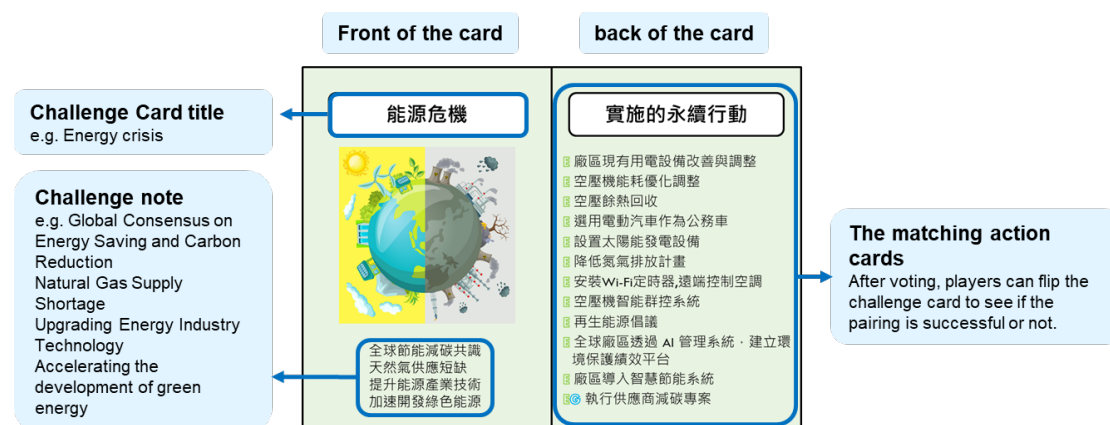 Front of the card
back of the card
Challenge Card title
e.g. Energy crisis
Challenge note
e.g. Global Consensus on
Energy Saving and Carbon
Reduction
Natural Gas Supply
Shortage
Upgrading Energy Industry
Technology
Accelerating the
development of green
energy
能源危機
全球節能減碳共識
天然氣供應短缺
提升能源產業技術
加速開發綠色能源
實施的永續行動
廠區現有用電設備改善與調整
空壓機能耗優化調整
空壓餘熱回收
選用電動汽車作為公務車
設置太陽能發電設備
降低氮氣排放計畫
安裝Wi-Fi定時器,遠端控制空調
空壓機智能群控系統
再生能源倡議
全球廠區透過 AI 管理系統，建立環
境保護績效平台
廠區導入智慧節能系統
G 執行供應商減碳專案
The matching action
cards
After voting, players can flip the
challenge card to see if the
pairing is successful or not.